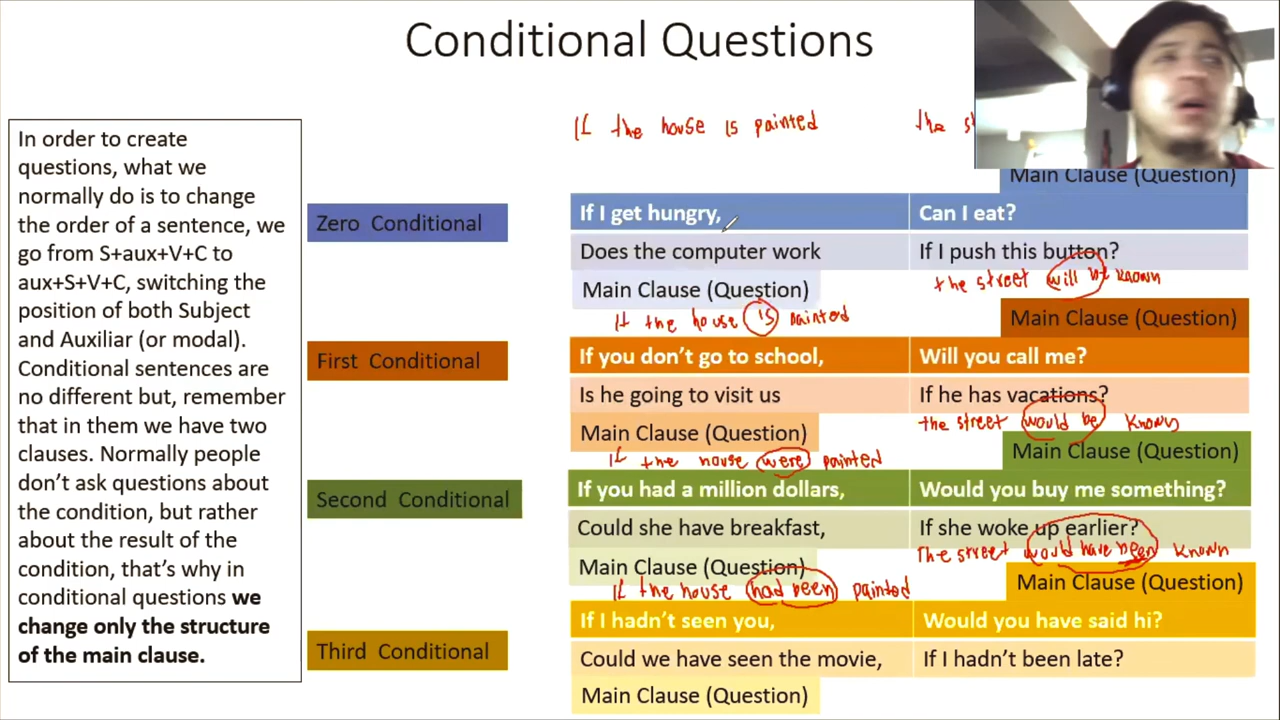 Conditional Questions
In order to create
questions, what we
normally do is to change
the order of a sentence, we
go from S+aux+V+C to
aux+S+V+C, switching the
position of both Subject
and Auxiliar (or modal).
Conditional sentences are
no different but, remember
that in them we have two
clauses. Normally people
don't ask questions about
the condition, but rather
about the result of the
condition, that's why in
conditional questions we
change only the structure
of the main clause.
If the house is painted
the
Main Clause (Question)
Zero Conditional
If I get hungry,
Can I eat?
Does the computer work
If I push this button?
Main Clause (Question)
the street will be known
If the house is painted
Main Clause (Question)
First Conditional
If you don't go to school,
Will you call me?
Is he going to visit us
If he has vacations?
Main Clause (Question)
the street would be known
If the house were painted
Main Clause (Question)
Second Conditional
If you had a million dollars,
Would you buy me something?
Could she have breakfast,
If she woke up earlier?
Main Clause (Question)
The street would have been known
If the house had been painted
Main Clause (Question)
Third Conditional
If I hadn't seen you,
Would you have said hi?
Could we have seen the movie,
If I hadn't been late?
Main Clause (Question)